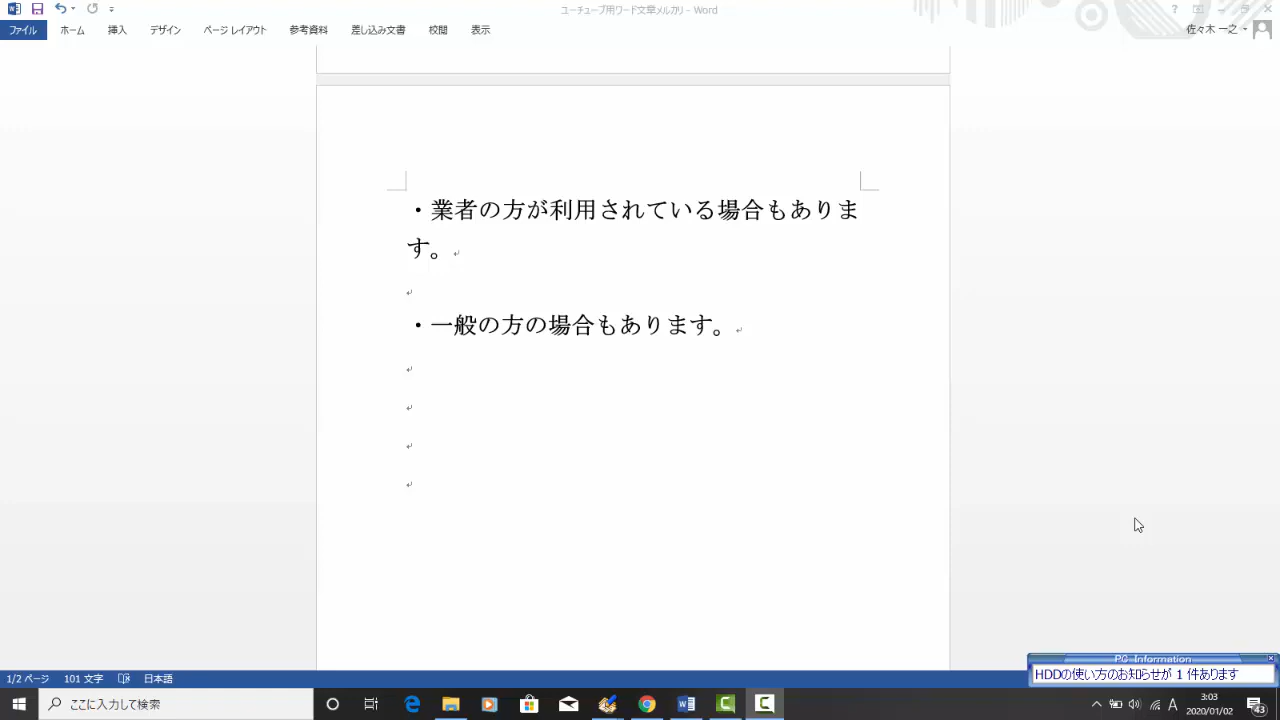 ユーチューブ用ワード文章メルカリ - Word
ファイル ホーム 挿入 デザイン ページ レイアウト 参考資料 差し込み文書 校閲 表示 佐々木 一之
・業者の方が利用されている場合もありま
す。
・一般の方の場合もあります。
PC Information
HDDの使い方のお知らせが 1 件あります
1/2 ページ 101 文字 日本語
ここに入力して検索
A
3:03
2020/01/02
43